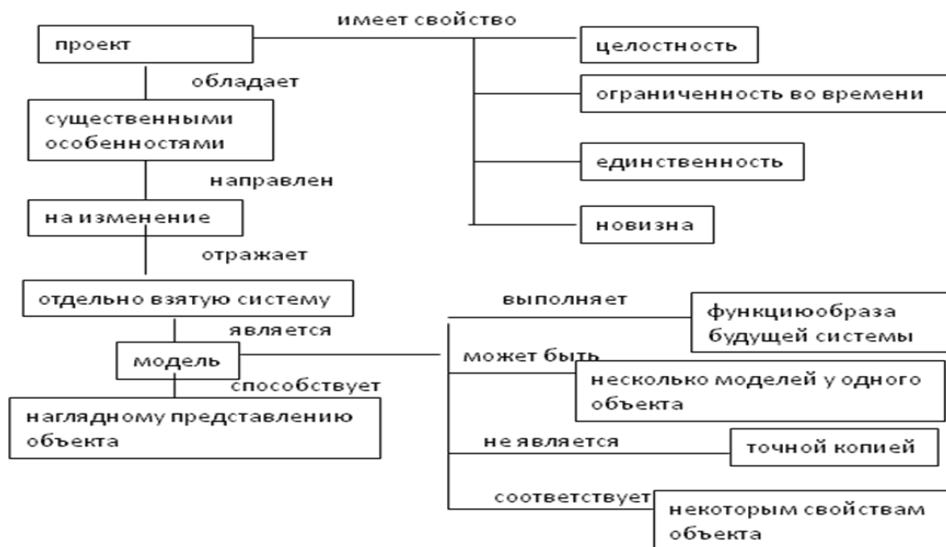 имеет свойство
проект
целостность
обладает
ограниченность во времени
существенными
особенностями
единственность
направлен
на изменение
новизна
отражает
отдельно взятую систему
выполняет
функциюобраза
будущей системы
является
модель
может быть
способствует
несколько моделей у одного
объекта
наглядному представлению
объекта
не является
точной копией
соответствует
некоторым свойствам
объекта